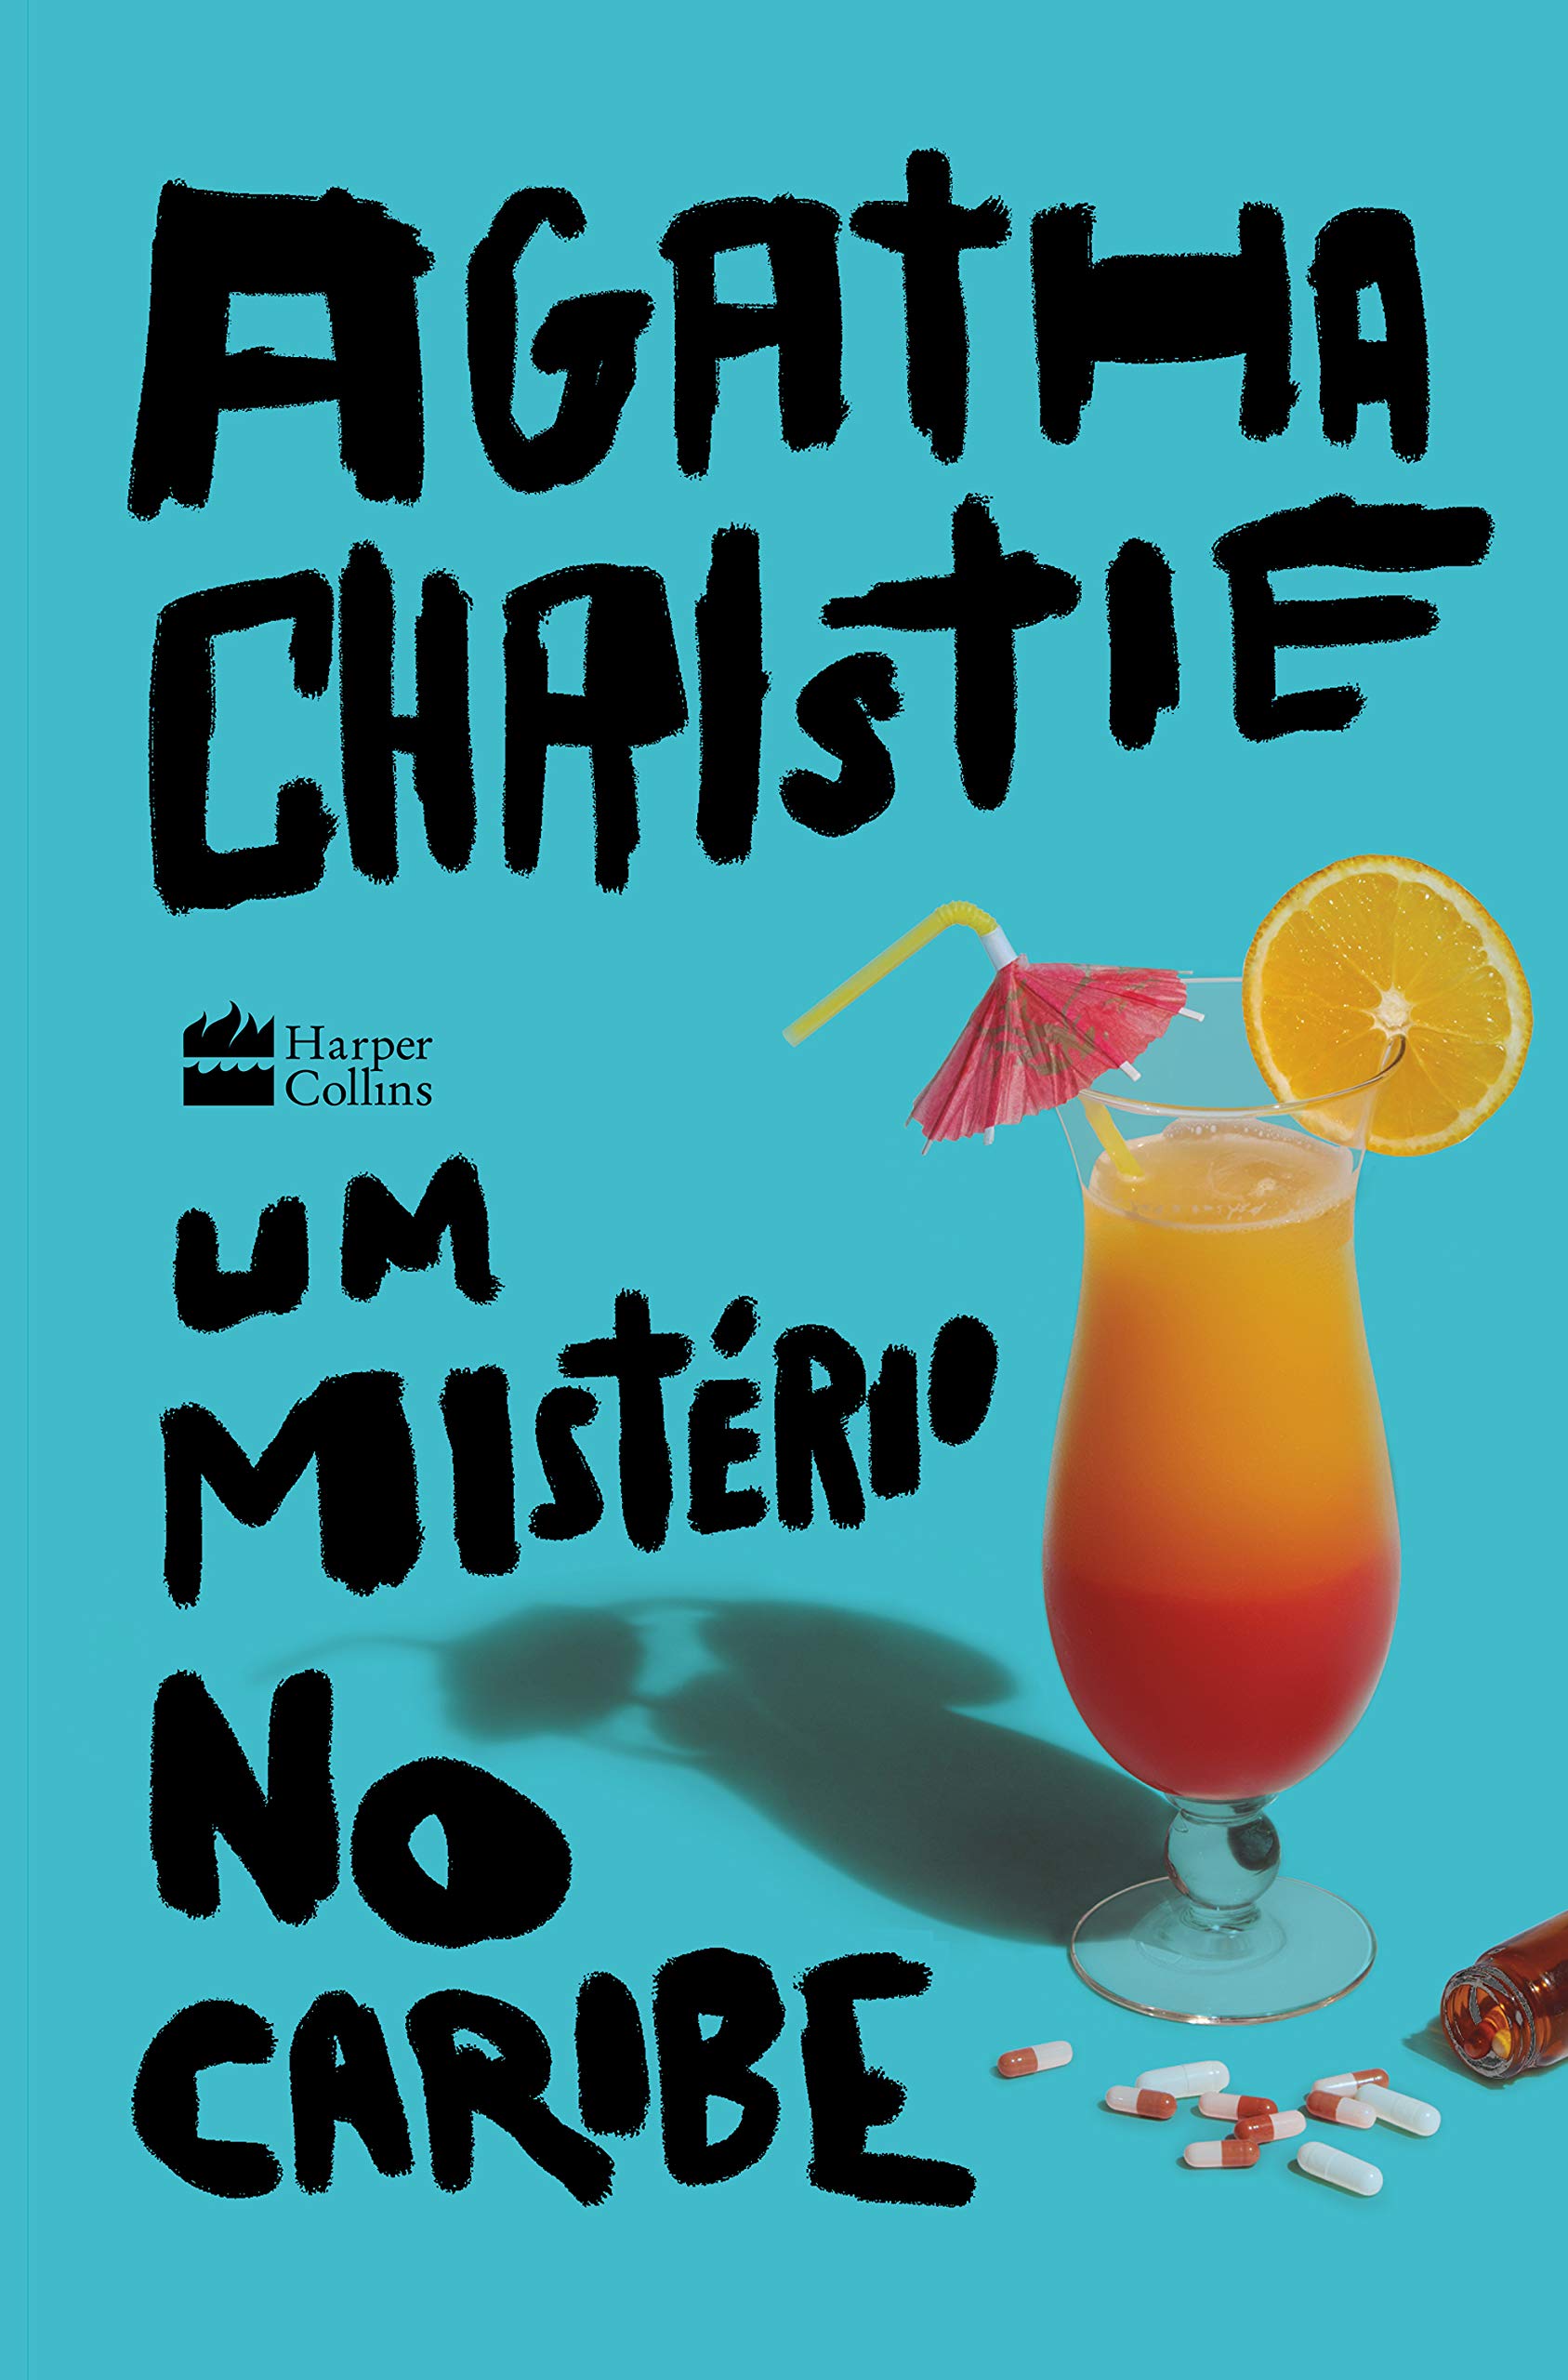 AGATHA
CHRISTIE
Harper
Collins
UM
MISTÉRIO
NO
CARIBE